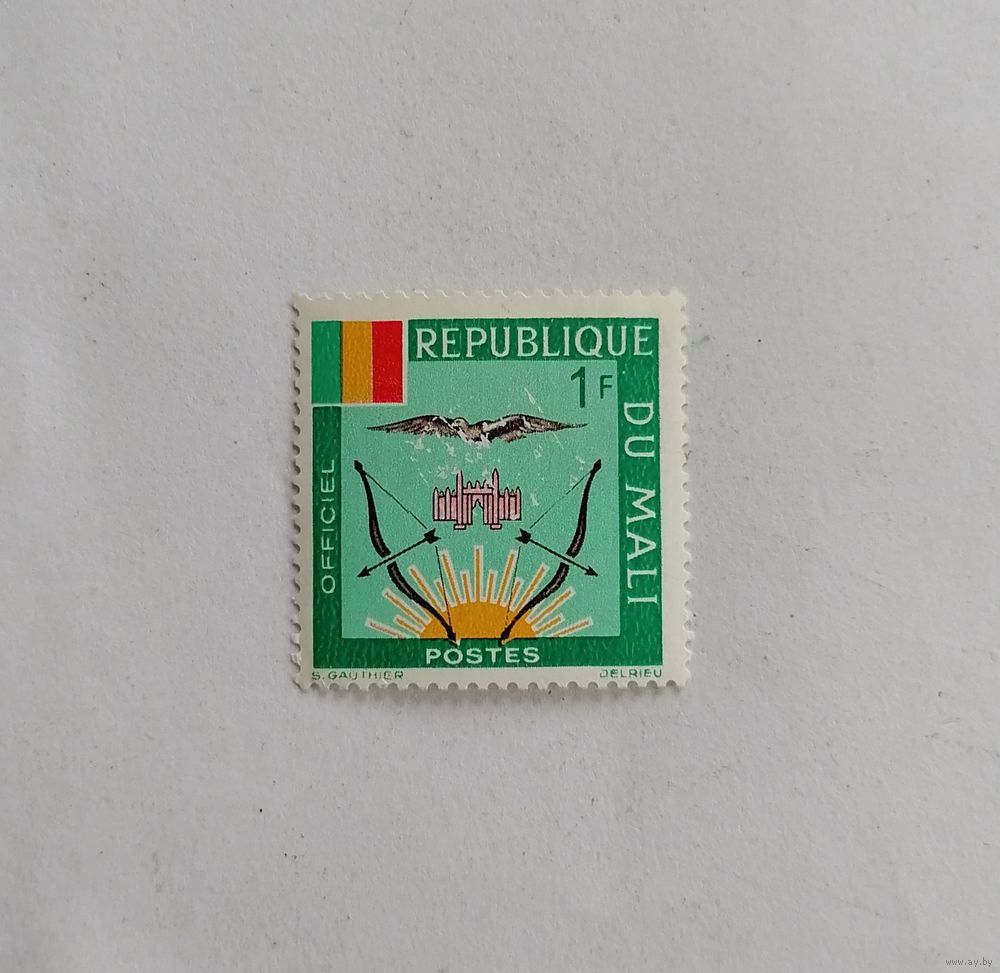 REPUBLIQUE
DU MALI
1F
OFFICIEL
POSTES
S. GAUTHIER
DELRIEU
www.ay.by